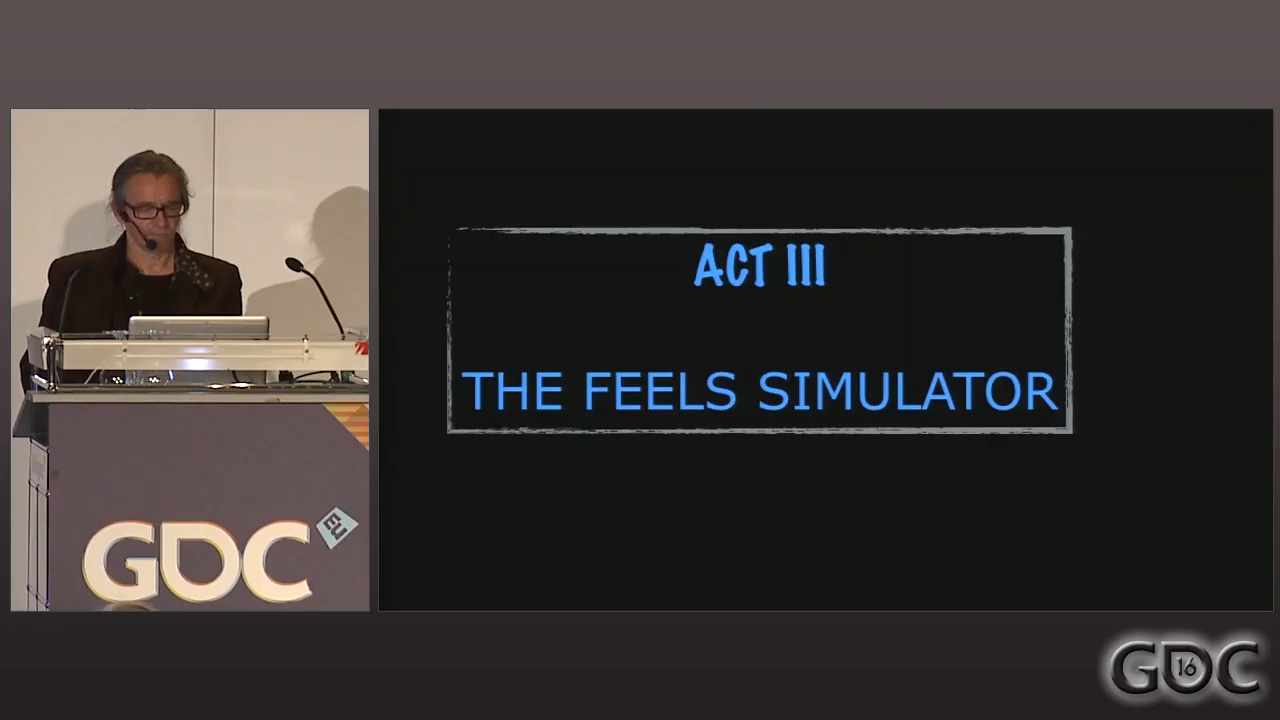 ACT III
THE FEELS SIMULATOR
GDC
EU
GDC
16